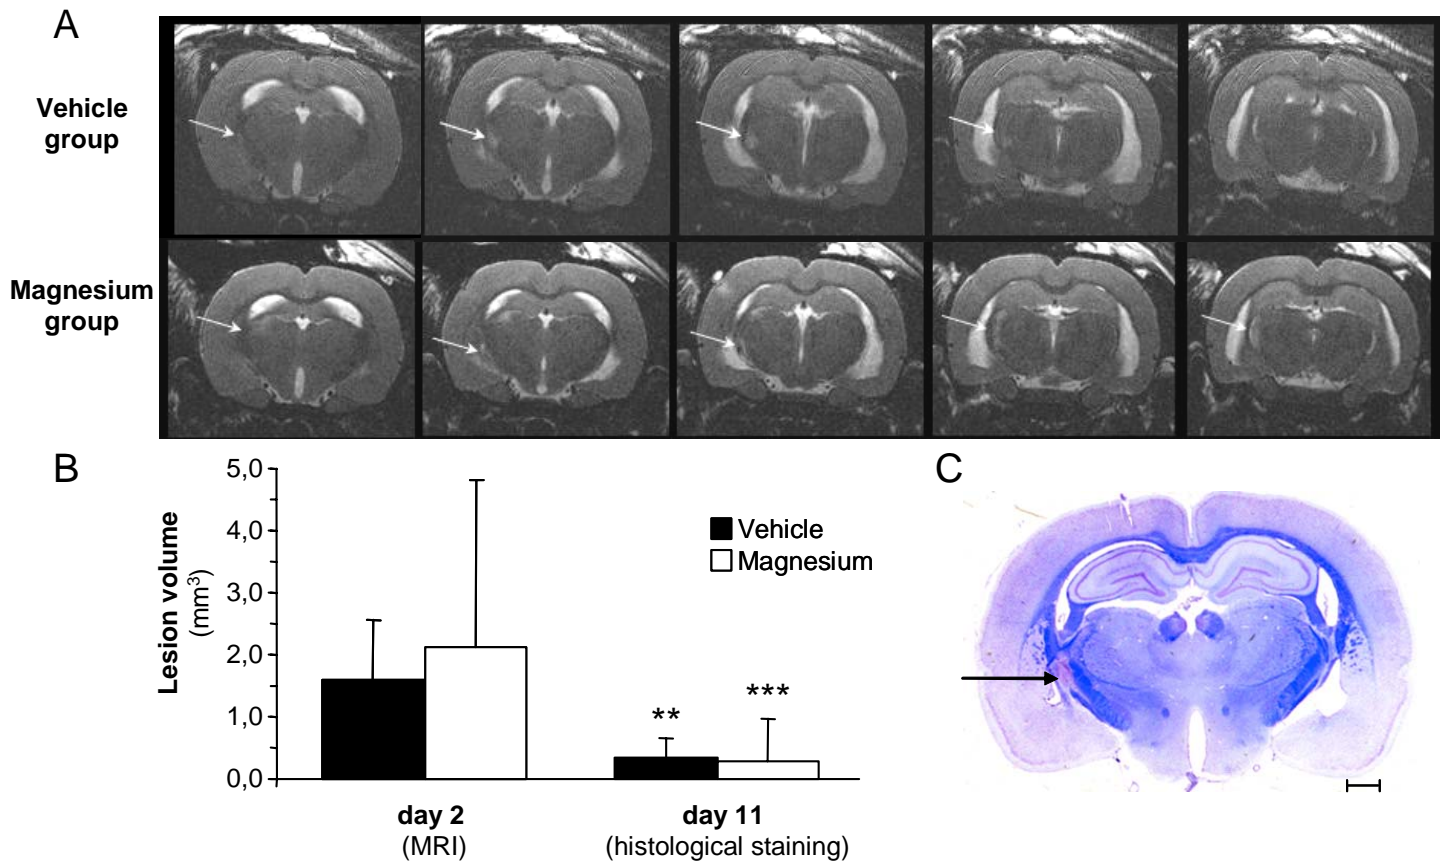 A
Vehicle
group
Magnesium
group
B
Lesion volume
(mm³)
5,0
4,0
3,0
2,0
1,0
0,0
**
***
Vehicle
Magnesium
day 2
(MRI)
day 11
(histological staining)
C